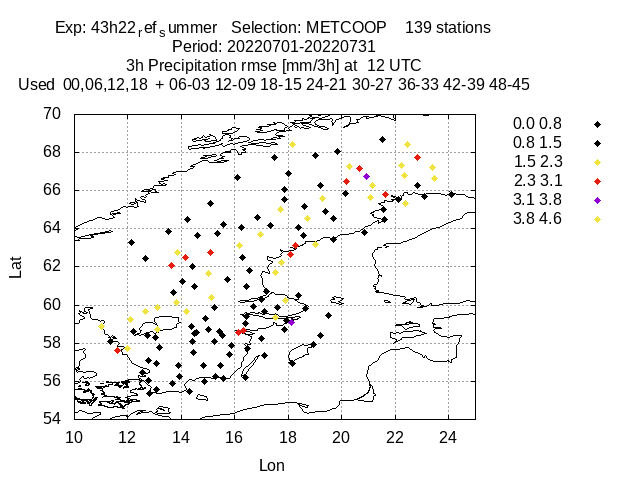 Exp: 43h22refsummer   Selection: METCOOP    139 stations
Period: 20220701-20220731
3h Precipitation rmse [mm/3h] at  12 UTC
Used  00,06,12,18  + 06-03 12-09 18-15 24-21 30-27 36-33 42-39 48-45
70
68
66
64
62
60
58
56
54
Lat
10 12 14 16 18 20 22 24
Lon
0.0 0.8
0.8 1.5
1.5 2.3
2.3 3.1
3.1 3.8
3.8 4.6